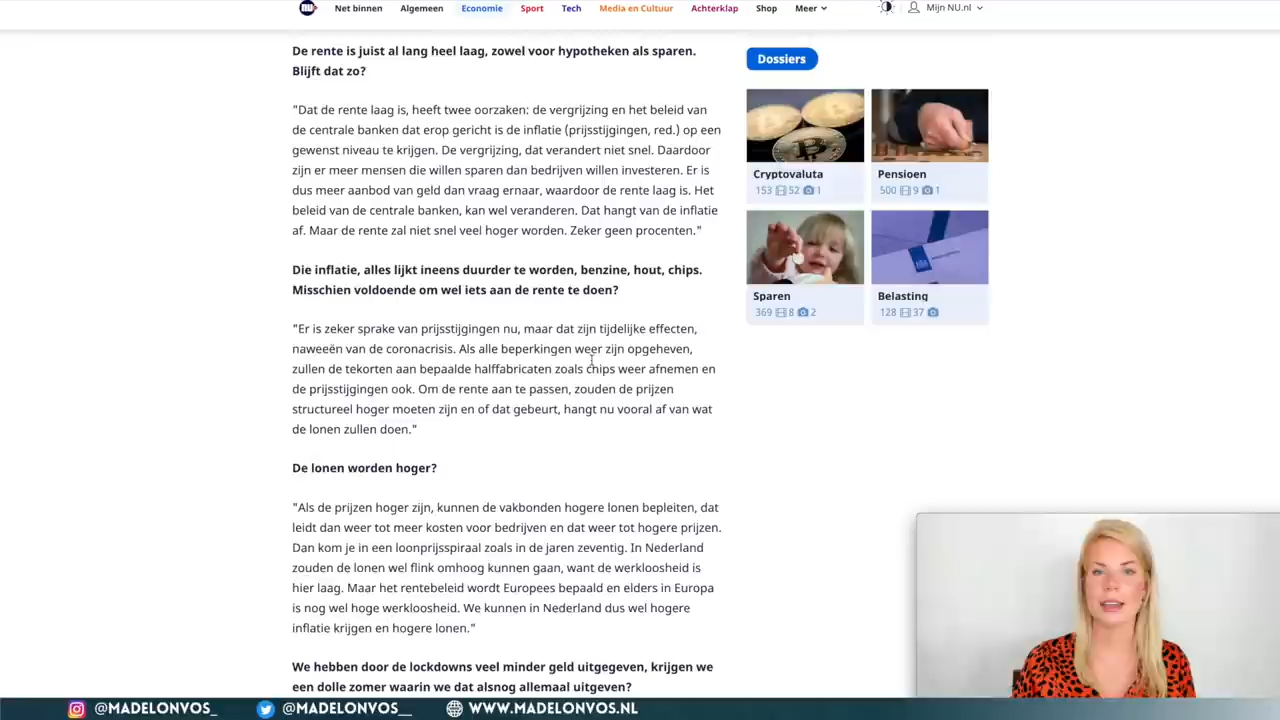 nu
Net binnen
Algemeen
Economie
Sport
Tech
Media en Cultuur
Achterklap
Shop
Meer
Mijn NU.nl
De rente is juist al lang heel laag, zowel voor hypotheken als sparen.
Blijft dat zo?
"Dat de rente laag is, heeft twee oorzaken: de vergrijzing en het beleid van
de centrale banken dat erop gericht is de inflatie (prijsstijgingen, red.) op een
gewenst niveau te krijgen. De vergrijzing, dat verandert niet snel. Daardoor
zijn er meer mensen die willen sparen dan bedrijven willen investeren. Er is
dus meer aanbod van geld dan vraag ernaar, waardoor de rente laag is. Het
beleid van de centrale banken, kan wel veranderen. Dat hangt van de inflatie
af. Maar de rente zal niet snel veel hoger worden. Zeker geen procenten."
Die inflatie, alles lijkt ineens duurder te worden, benzine, hout, chips.
Misschien voldoende om wel iets aan de rente te doen?
"Er is zeker sprake van prijsstijgingen nu, maar dat zijn tijdelijke effecten,
naweeën van de coronacrisis. Als alle beperkingen weer zijn opgeheven,
zullen de tekorten aan bepaalde halffabricaten zoals chips weer afnemen en
de prijsstijgingen ook. Om de rente aan te passen, zouden de prijzen
structureel hoger moeten zijn en of dat gebeurt, hangt nu vooral af van wat
de lonen zullen doen."
De lonen worden hoger?
"Als de prijzen hoger zijn, kunnen de vakbonden hogere lonen bepleiten, dat
leidt dan weer tot meer kosten voor bedrijven en dat weer tot hogere prijzen.
Dan kom je in een loonprijsspiraal zoals in de jaren zeventig. In Nederland
zouden de lonen wel flink omhoog kunnen gaan, want de werkloosheid is
hier laag. Maar het rentebeleid wordt Europees bepaald en elders in Europa
is nog wel hoge werkloosheid. We kunnen in Nederland dus wel hogere
inflatie krijgen en hogere lonen."
We hebben door de lockdowns veel minder geld uitgegeven, krijgen we
een dolle zomer waarin we dat alsnog allemaal uitgeven?
Dossiers
Cryptovaluta
153 52 1
Pensioen
500 9 1
Sparen
369 8 2
Belasting
128 37
@MADELONVOS_
@MADELONVOS__
WWW.MADELONVOS.NL